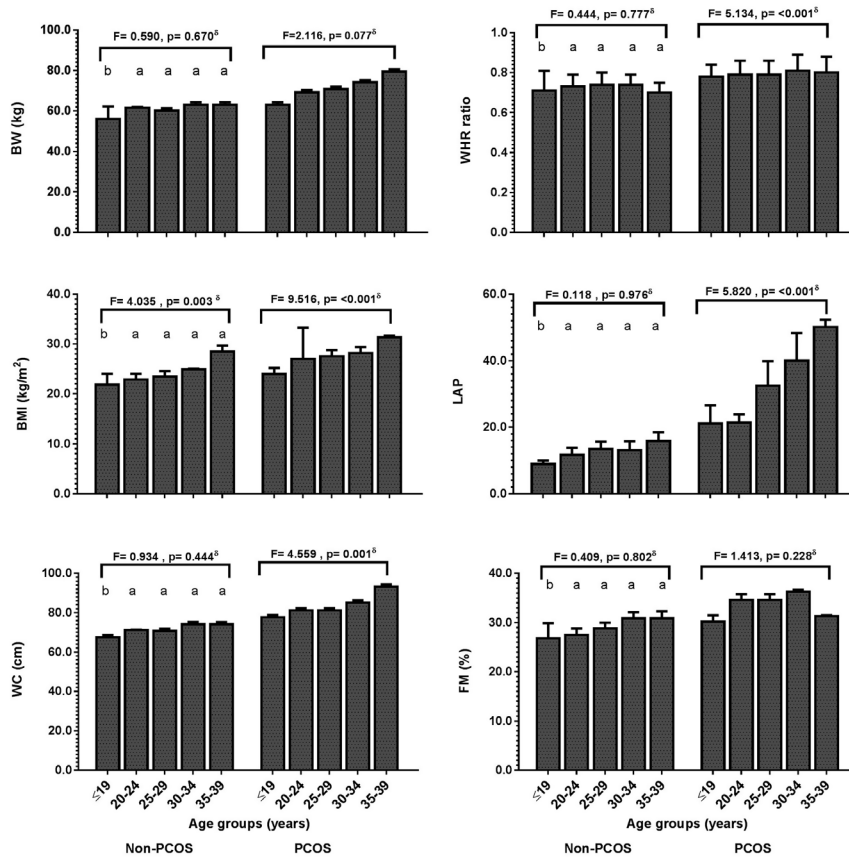 F= 0.590, p= 0.670δ
F=2.116, p= 0.077δ
100.0
80.0
60.0
40.0
20.0
0.0
BW (kg)
b a a a a
F= 0.444, p= 0.777δ
F= 5.134, p= <0.001δ
1.0
0.8
0.6
0.4
0.2
0.0
WHR ratio
b a a a a
F= 4.035 , p= 0.003 δ
F= 9.516, p= <0.001δ
40.0
30.0
20.0
10.0
0.0
BMI (kg/m2)
b a a a a
F= 0.118 , p= 0.976δ
F= 5.820 , p= <0.001δ
60.0
40.0
20.0
0.0
LAP
b a a a a
F= 0.934 , p= 0.444δ
F= 4.559 , p= 0.001δ
100.0
80.0
60.0
40.0
20.0
0.0
WC (cm)
b a a a a
≤19 20-24 25-29 30-34 35-39 ≤19 20-24 25-29 30-34 35-39
Age groups (years)
Non-PCOS PCOS
F= 0.409, p= 0.802δ
F= 1.413, p= 0.228δ
40.0
30.0
20.0
10.0
0.0
FM (%)
b a a a a
≤19 20-24 25-29 30-34 35-39 ≤19 20-24 25-29 30-34 35-39
Age groups (years)
Non-PCOS PCOS